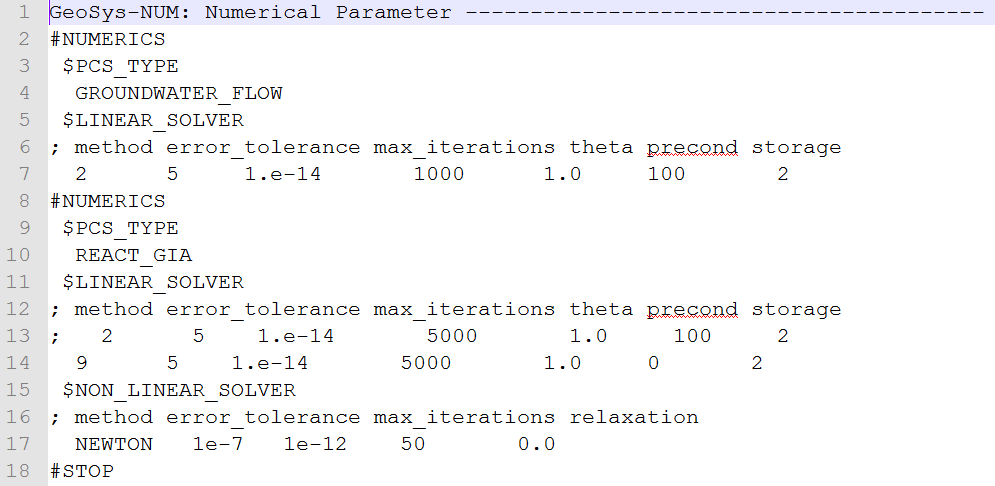 1 GeoSys-NUM: Numerical Parameter ----------------------------------------
2 #NUMERICS
3 $PCS_TYPE
4 GROUNDWATER_FLOW
5 $LINEAR_SOLVER
6 ; method error_tolerance max_iterations theta precond storage
7 2 5 1.e-14 1000 1.0 100 2
8 #NUMERICS
9 $PCS_TYPE
10 REACT_GIA
11 $LINEAR_SOLVER
12 ; method error_tolerance max_iterations theta precond storage
13 ; 2 5 1.e-14 5000 1.0 100 2
14 9 5 1.e-14 5000 1.0 0 2
15 $NON_LINEAR_SOLVER
16 ; method error_tolerance max_iterations relaxation
17 NEWTON 1e-7 1e-12 50 0.0
18 #STOP